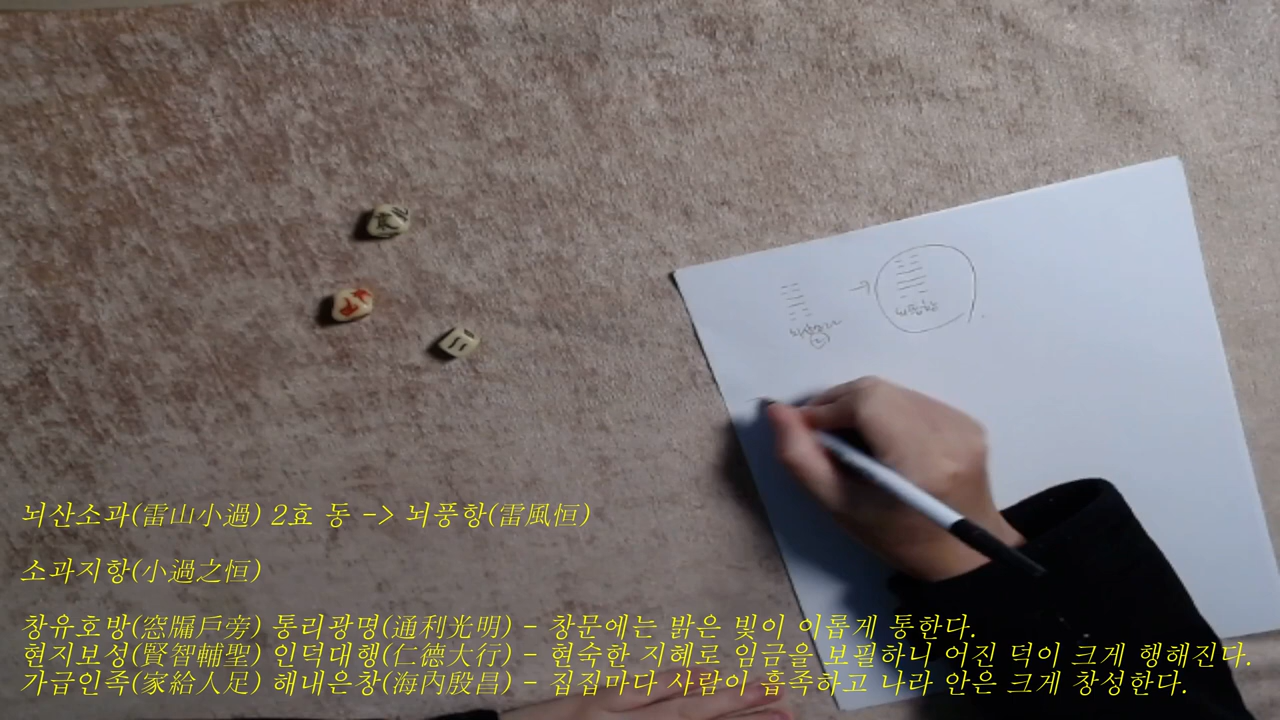 뇌산소과(雷山小過) 2효 동 -> 뇌풍항(雷風恒)
소과지항(小過之恒)
창유호방(窓牖戶旁) 통리광명(通利光明) - 창문에는 밝은 빛이 이롭게 통한다.
현지보성(賢智輔聖) 인덕대행(仁德大行) - 현숙한 지혜로 임금을 보필하니 어진 덕이 크게 행해진다.
가급인족(家給人足) 해내은창(海內殷昌) - 집집마다 사람이 흡족하고 나라 안은 크게 창성한다.